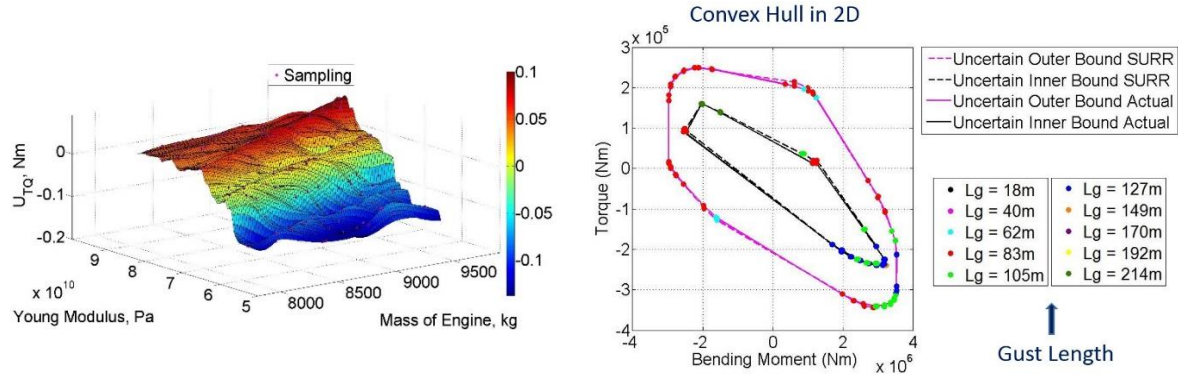 Sampling
U_TQ, Nm
0
-0.1
-0.2
9
8
7
6
5
x 10^10
Young Modulus, Pa
8000
8500
9000
9500
Mass of Engine, kg
0.1
0.05
0
-0.05
-0.1
Convex Hull in 2D
x 10^5
3
2
1
0
-1
-2
-3
-4
Torque (Nm)
-4
-2
0
2
4
x 10^6
Bending Moment (Nm)
Uncertain Outer Bound SURR
Uncertain Inner Bound SURR
Uncertain Outer Bound Actual
Uncertain Inner Bound Actual
Lg = 18m
Lg = 40m
Lg = 62m
Lg = 83m
Lg = 105m
Lg = 127m
Lg = 149m
Lg = 170m
Lg = 192m
Lg = 214m
Gust Length